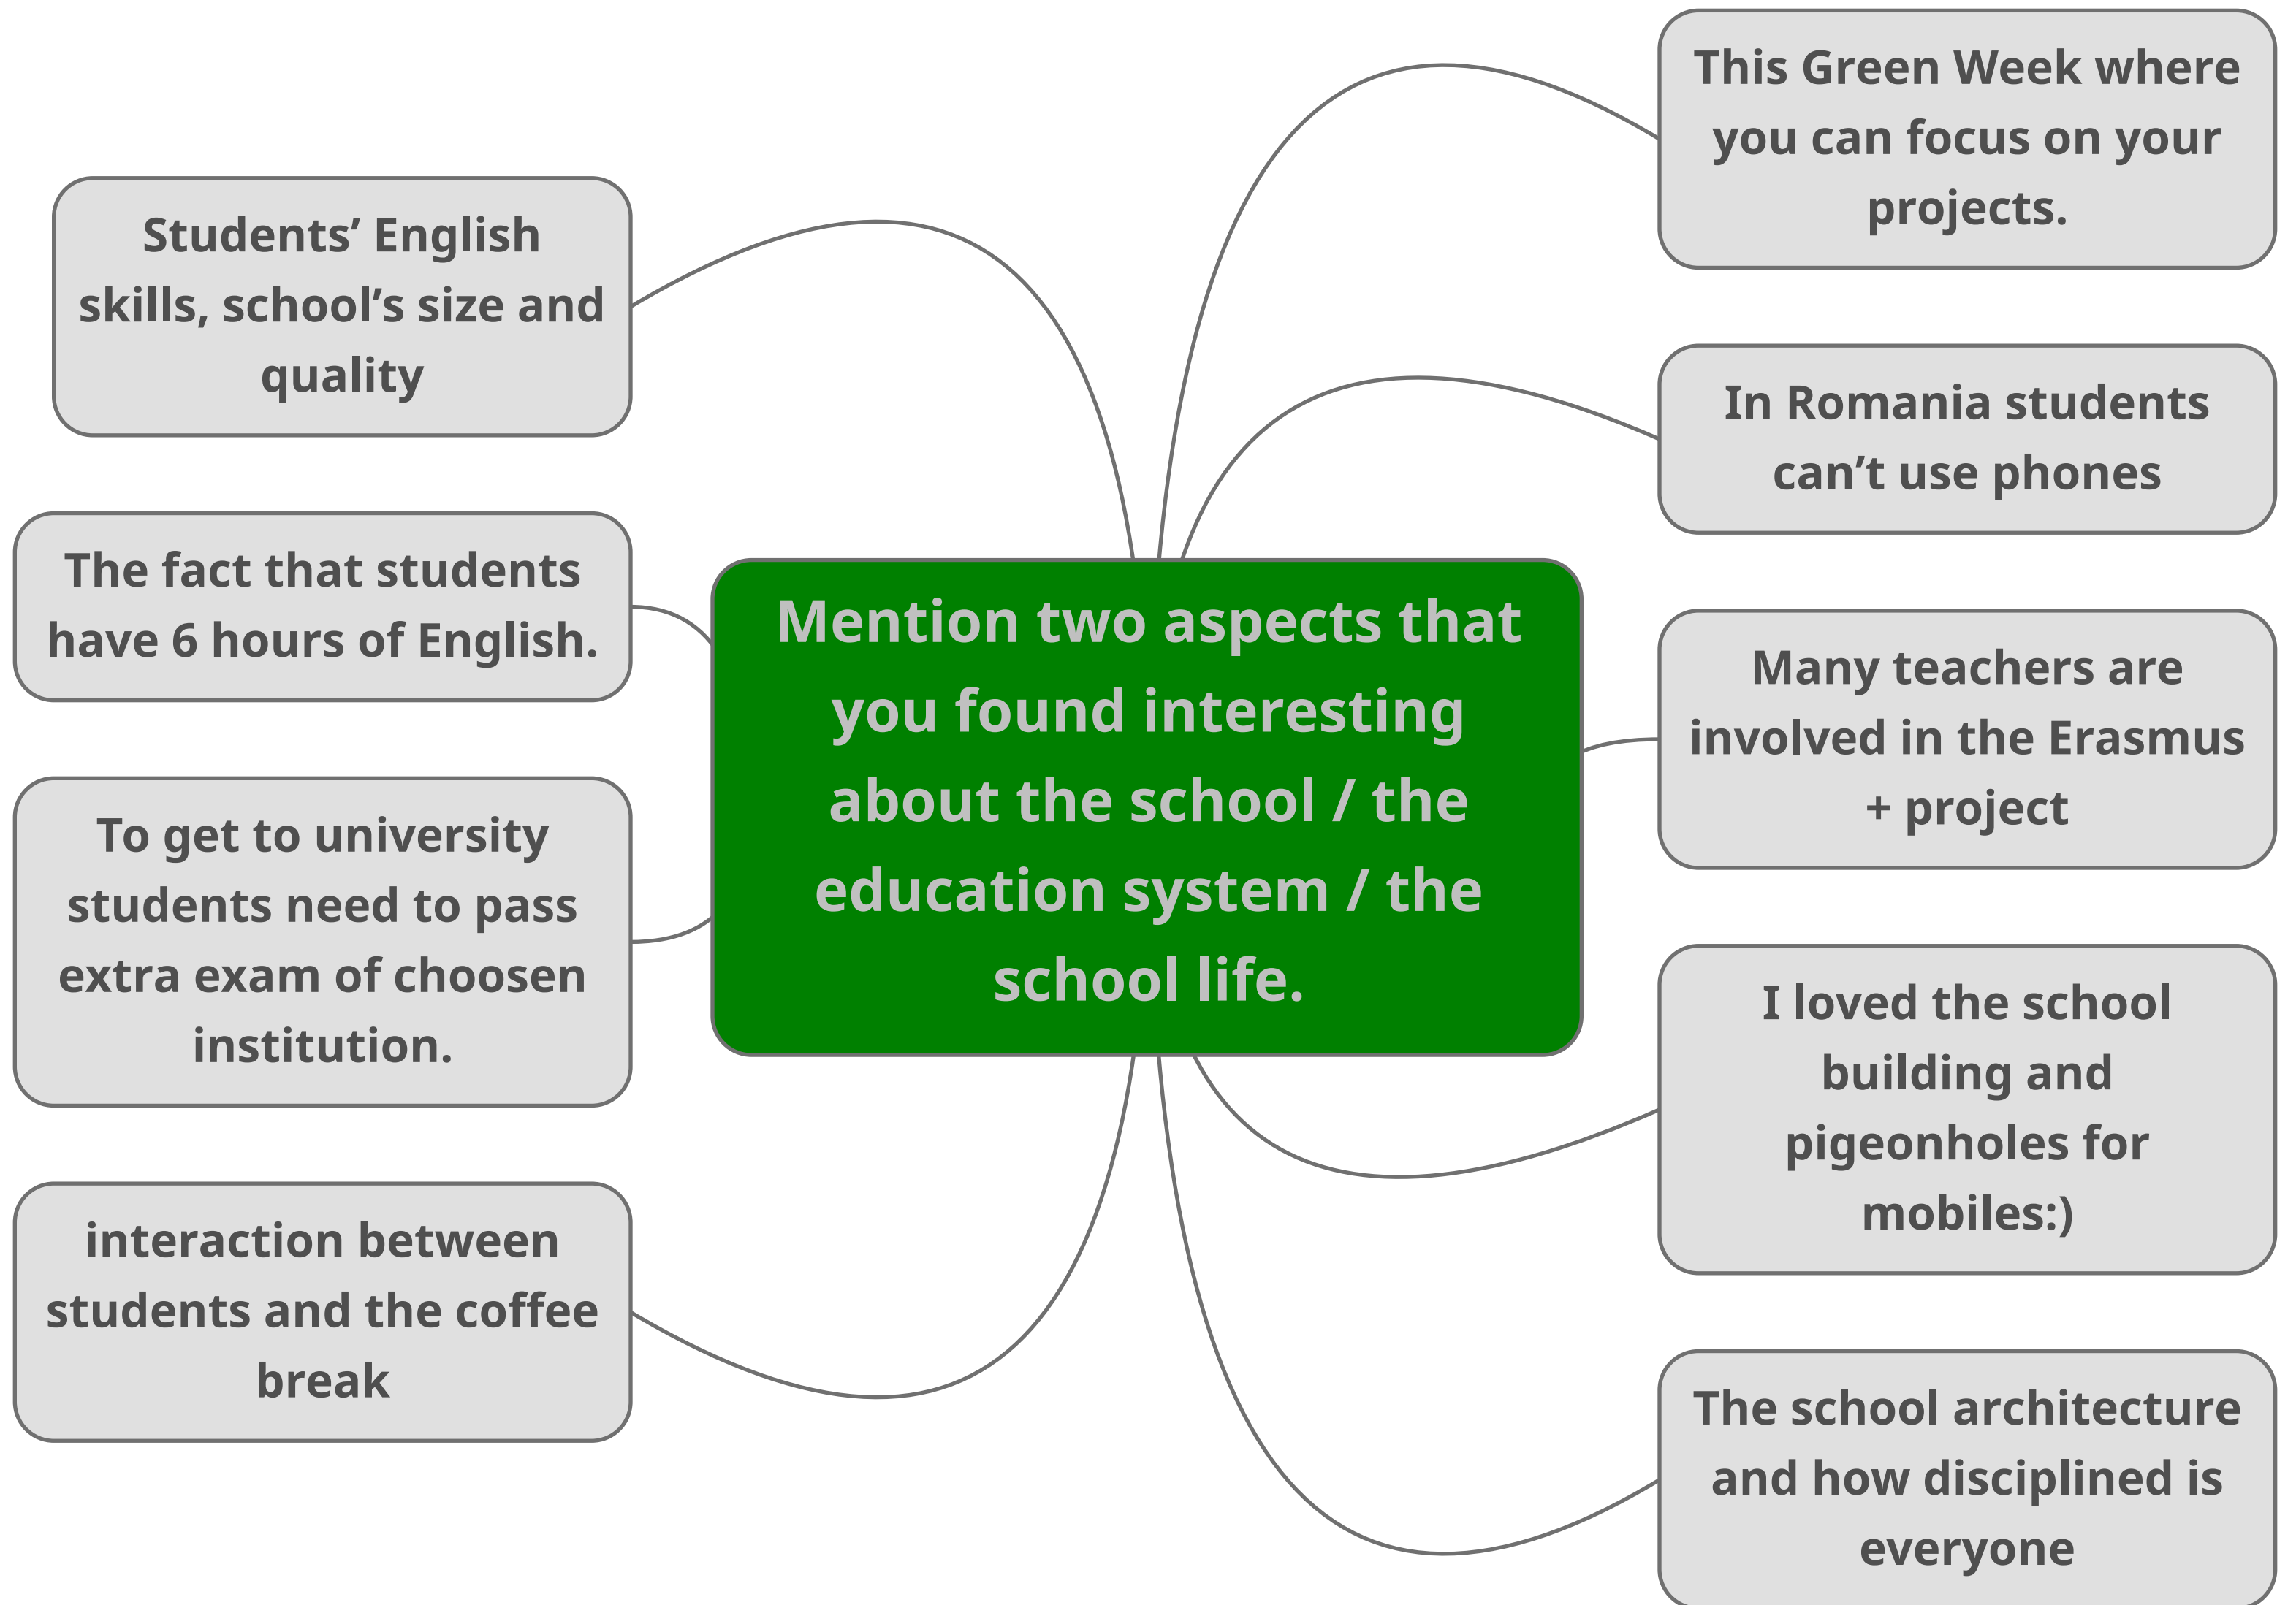 This Green Week where
you can focus on your
projects.
Students’ English
skills, school’s size and
quality
In Romania students
can’t use phones
The fact that students
have 6 hours of English.
Mention two aspects that
you found interesting
about the school / the
education system / the
school life.
Many teachers are
involved in the Erasmus
+ project
To get to university
students need to pass
extra exam of choosen
institution.
I loved the school
building and
pigeonholes for
mobiles:)
interaction between
students and the coffee
break
The school architecture
and how disciplined is
everyone